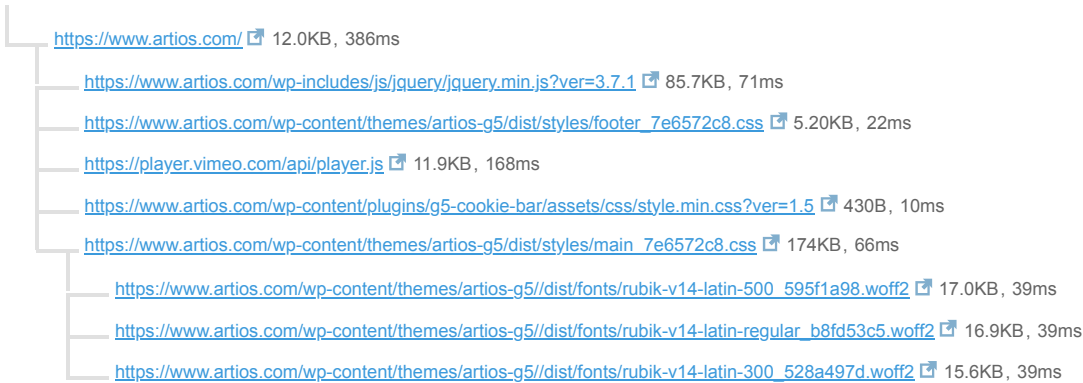 https://www.artios.com/ 12.0KB, 386ms
https://www.artios.com/wp-includes/js/jquery/jquery.min.js?ver=3.7.1 85.7KB, 71ms
https://www.artios.com/wp-content/themes/artios-g5/dist/styles/footer_7e6572c8.css 5.20KB, 22ms
https://player.vimeo.com/api/player.js 11.9KB, 168ms
https://www.artios.com/wp-content/plugins/g5-cookie-bar/assets/css/style.min.css?ver=1.5 430B, 10ms
https://www.artios.com/wp-content/themes/artios-g5/dist/styles/main_7e6572c8.css 174KB, 66ms
https://www.artios.com/wp-content/themes/artios-g5//dist/fonts/rubik-v14-latin-500_595f1a98.woff2 17.0KB, 39ms
https://www.artios.com/wp-content/themes/artios-g5//dist/fonts/rubik-v14-latin-regular_b8fd53c5.woff2 16.9KB, 39ms
https://www.artios.com/wp-content/themes/artios-g5//dist/fonts/rubik-v14-latin-300_528a497d.woff2 15.6KB, 39ms